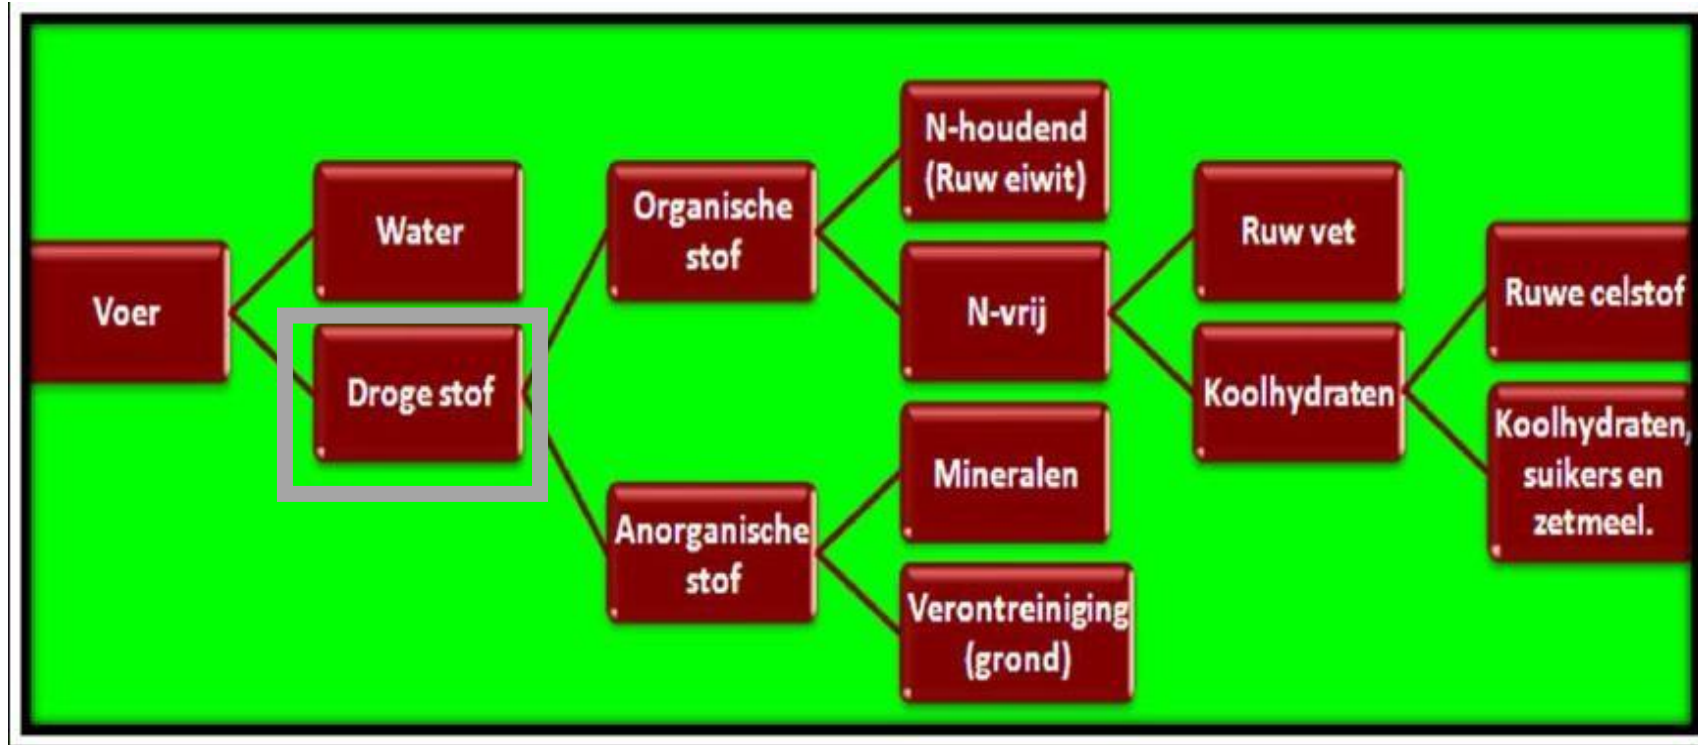 Voer
Water
Droge stof
Organische
stof
Anorganische
stof
N-houdend
(Ruw eiwit)
N-vrij
Mineralen
Verontreiniging
(grond)
Ruw vet
Koolhydraten
Ruwe celstof
Koolhydraten,
suikers en
zetmeel.